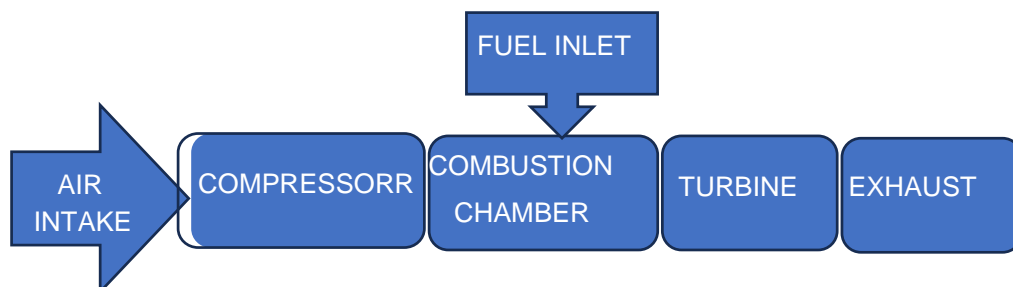 FUEL INLET
AIR
INTAKE
COMPRESSORR
COMBUSTION
CHAMBER
TURBINE
EXHAUST